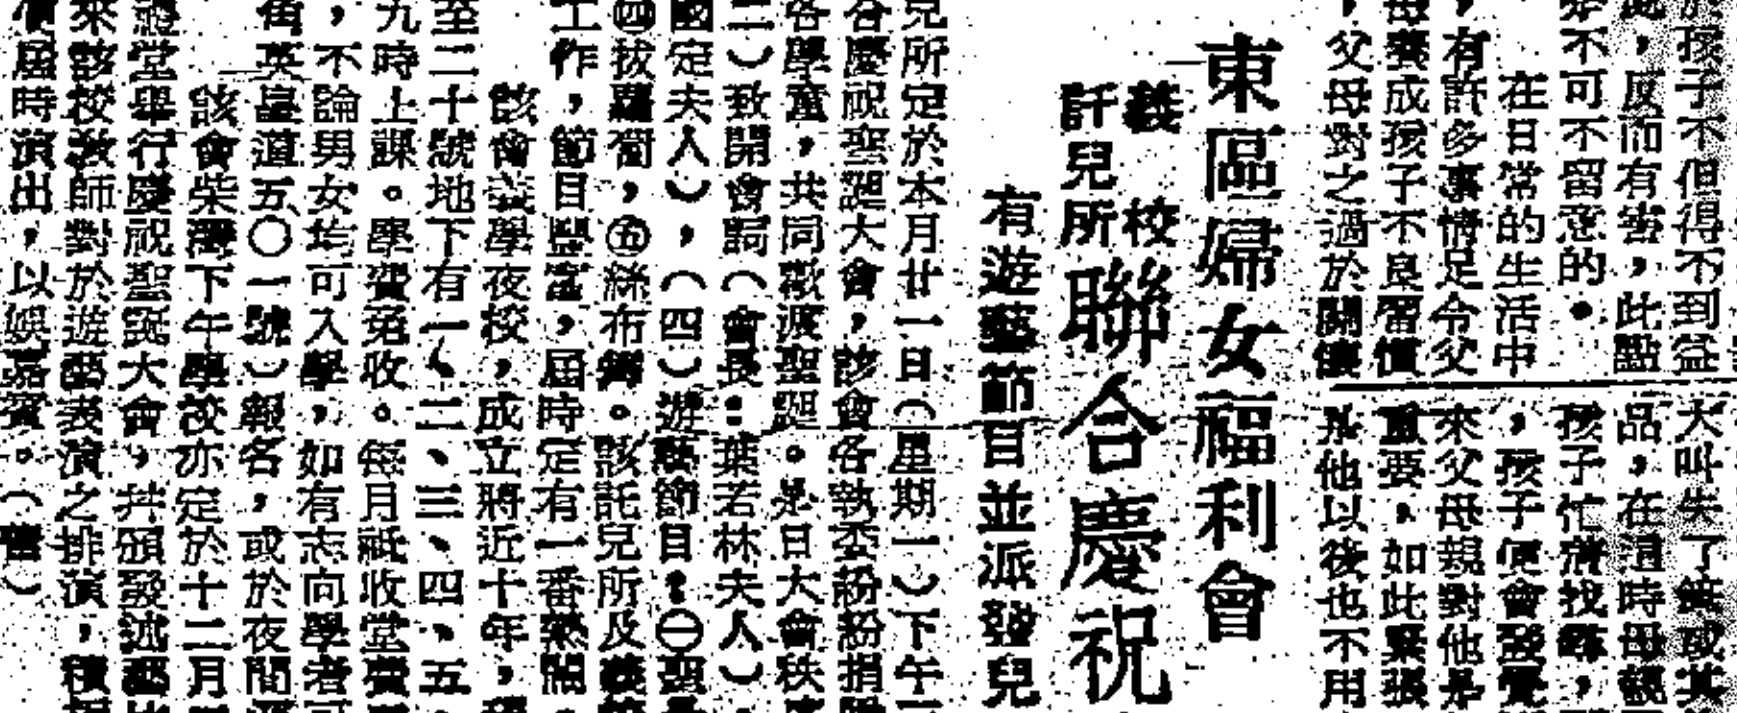 於孩子不但得不到益
此，反而有害，此點
不可不留意的。
在日常的生活中
，有許多事情足令父
母養成孩子不良習慣
，父母對之過於關懷
大叫失了
品，在這時母親
孩子忙着找尋，
，孩子便會發覺
來父母親對他是
重要，如此緊張
他以後也不用
東區婦女福利會
義校
託兒所
聯合慶祝
有遊藝節目並派發兒
兒所定於本月廿一日（星期一）下午
合慶祝聖誕大會，該會各執委紛紛捐
各學童，共同歡渡聖誕。是日大會秩
二）致開會詞（會長：葉若林夫人）
國定夫人），（四）遊藝節目：㊀聖
㊃拔蘿蔔，㊄絲布舞。該託兒所及義
工作，節目豐富，屆時定有一番熱鬧
該會義學夜校，成立將近十年，
至二十號地下有一、二、三、四、五
九時上課。學費免收。每月祗收堂費
，不論男女均可入學，如有志向學者可
角英皇道五〇一號）報名，或於夜間
該會柴灣下午學校亦定於十二月
禮堂舉行慶祝聖誕大會，共頒發
來該校教師對於遊藝表演之排演，積
屆時演出，以娛嘉賓。（